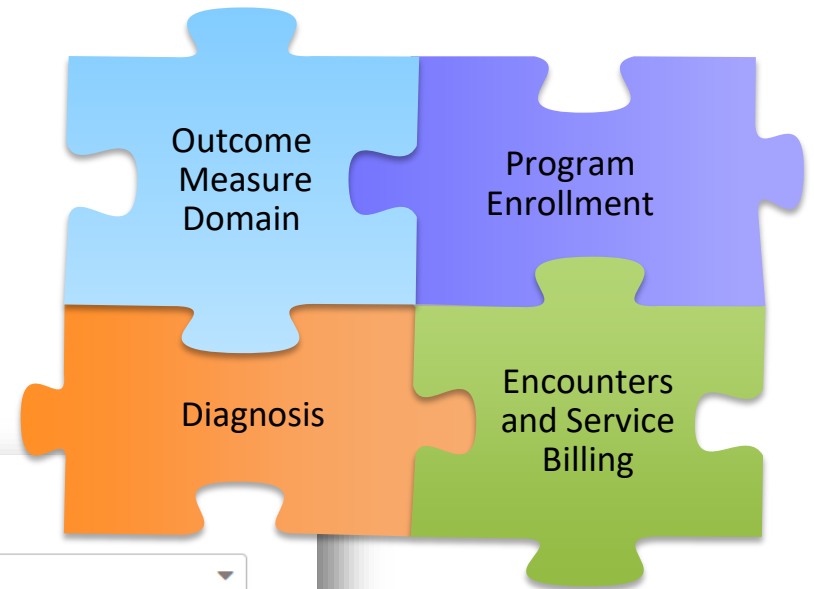 Outcome
Measure
Domain
Program
Enrollment
Diagnosis
Encounters
and Service
Billing